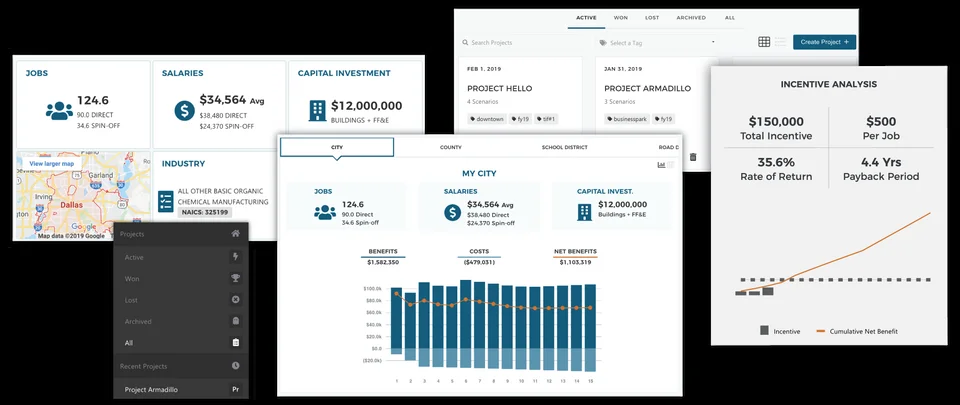 JOBS
124.6
90.0 DIRECT
34.6 SPIN-OFF
SALARIES
$34,564 Avg
$38,480 DIRECT
$24,370 SPIN-OFF
CAPITAL INVESTMENT
$12,000,000
BUILDINGS + FF&E
View larger map
Garland
Irving
Dallas
Mesquite
Grand
Google
Map data ©2019 Google
INDUSTRY
ALL OTHER BASIC ORGANIC
CHEMICAL MANUFACTURING
NAICS: 325199
Projects
Active
Won
Lost
Archived
All
Recent Projects
Project Armadillo Pr
ACTIVE WON LOST ARCHIVED ALL
Search Projects Select a Tag Create Project +
FEB 1, 2019
PROJECT HELLO
4 Scenarios
downtown fy19 tif#1
JAN 31, 2019
PROJECT ARMADILLO
3 Scenarios
businesspark fy19
CITY COUNTY SCHOOL DISTRICT ROAD D
MY CITY
JOBS
124.6
90.0 Direct
34.6 Spin-off
SALARIES
$34,564 Avg
$38,480 Direct
$24,370 Spin-off
CAPITAL INVEST.
$12,000,000
Buildings + FF&E
BENEFITS COSTS NET BENEFITS
$1,582,350 ($479,031) $1,103,319
$100.0k
$80.0k
$60.0k
$40.0k
$20.0k
$0.0
($20.0k)
1 2 3 4 5 6 7 8 9 10 11 12 13 14 15
INCENTIVE ANALYSIS
$150,000 $500
Total Incentive Per Job
35.6% 4.4 Yrs
Rate of Return Payback Period
Incentive Cumulative Net Benefit